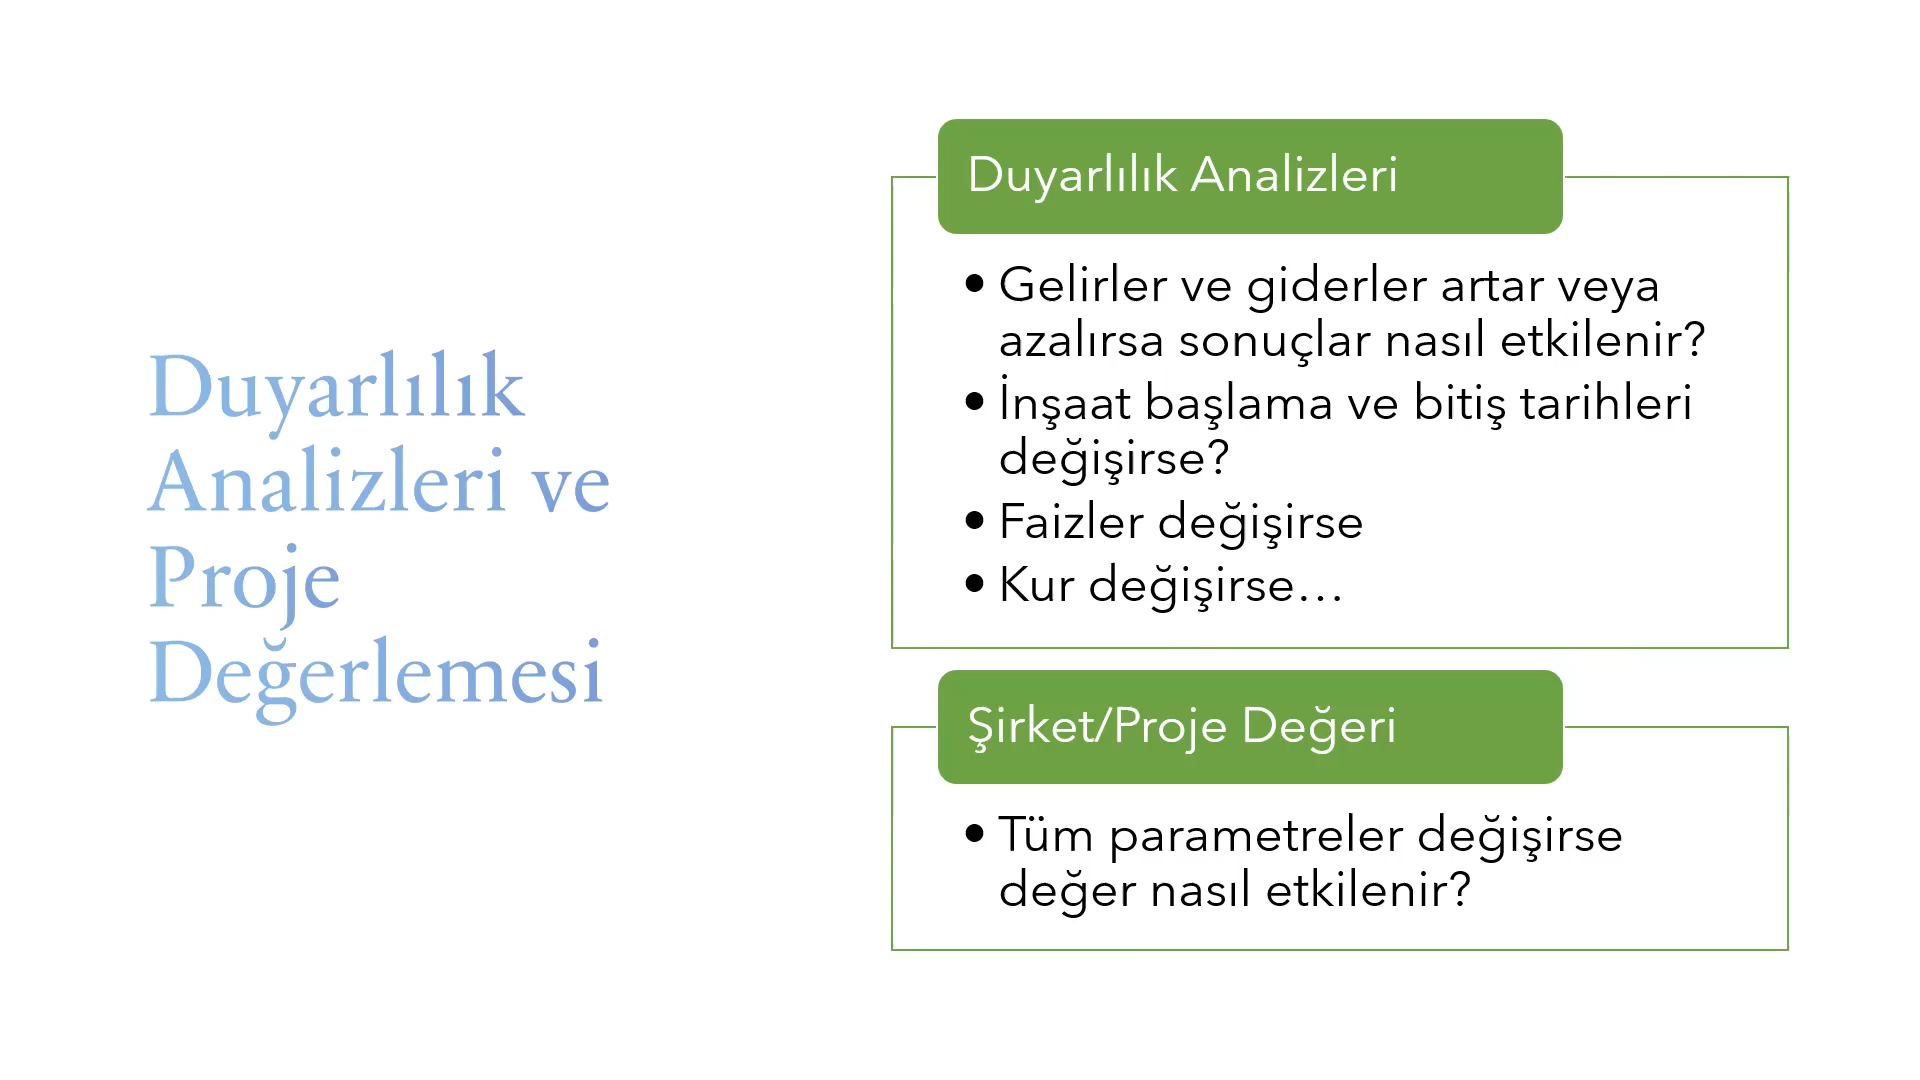 Duyarlılık
Analizleri ve
Proje
Değerlemesi
Duyarlılık Analizleri
• Gelirler ve giderler artar veya
azalırsa sonuçlar nasıl etkilenir?
• İnşaat başlama ve bitiş tarihleri
değişirse?
• Faizler değişirse
• Kur değişirse…
Şirket/Proje Değeri
• Tüm parametreler değişirse
değer nasıl etkilenir?